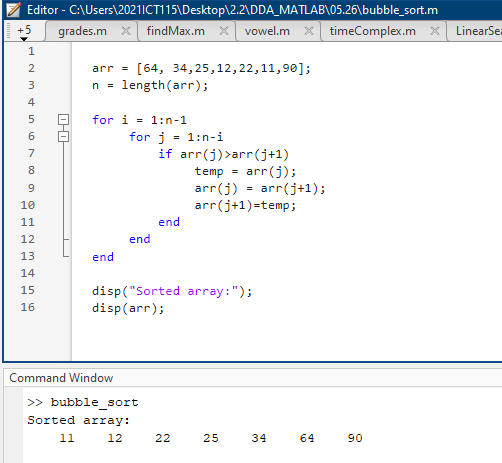 Editor - C:\Users\2021ICT115\Desktop\2.2\DDA_MATLAB\05.26\bubble_sort.m
+5 grades.m × findMax.m × vowel.m × timeComplex.m × LinearSea
1
2 arr = [64, 34,25,12,22,11,90];
3 n = length(arr);
4
5 for i = 1:n-1
6 for j = 1:n-i
7 if arr(j)>arr(j+1)
8 temp = arr(j);
9 arr(j) = arr(j+1);
10 arr(j+1)=temp;
11 end
12 end
13 end
14
15 disp("Sorted array:");
16 disp(arr);
Command Window
>> bubble_sort
Sorted array:
11 12 22 25 34 64 90